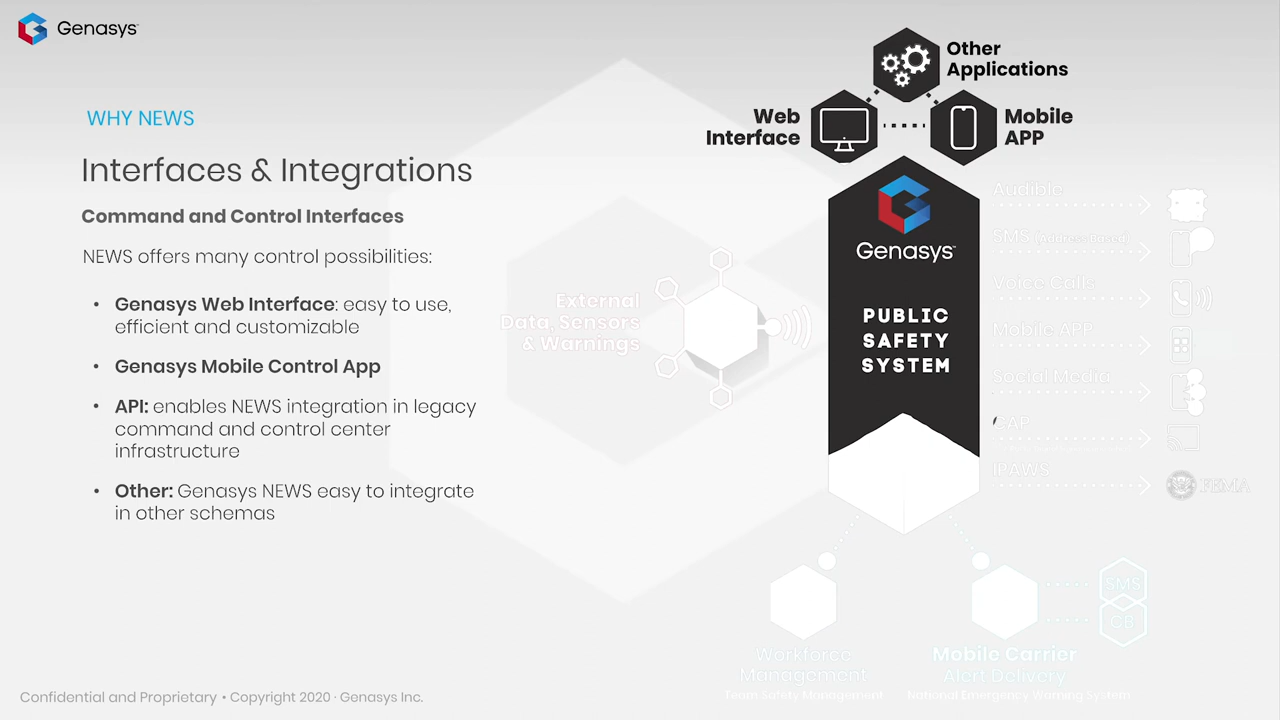 Genasys
WHY NEWS
Interfaces & Integrations
Command and Control Interfaces
NEWS offers many control possibilities:
• Genasys Web Interface: easy to use,
efficient and customizable
• Genasys Mobile Control App
• API: enables NEWS integration in legacy
command and control center
infrastructure
• Other: Genasys NEWS easy to integrate
in other schemas
Other
Applications
Web
Interface
Mobile
APP
Genasys™
PUBLIC
SAFETY
SYSTEM
External
Data, Sensors
& Warnings
Audible
SMS (Address Based)
Voice Calls
Mobile APP
Social Media
CAP
IPAWS
FEMA
Workforce
Management
Team Safety Management
Mobile Carrier
Alert Delivery
National Emergency Warning System
SMS
CB
Confidential and Proprietary • Copyright 2020 · Genasys Inc.